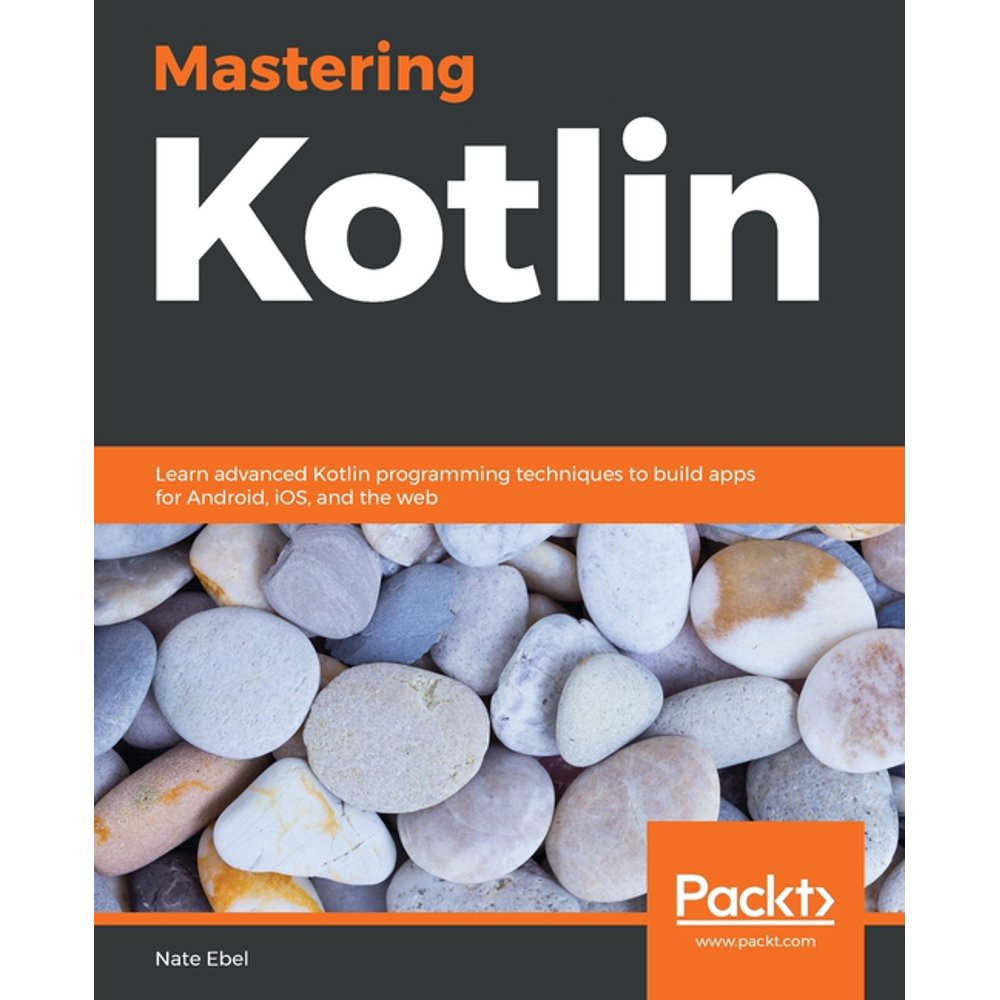 Mastering
Kotlin
Learn advanced Kotlin programming techniques to build apps
for Android, iOS, and the web
Packt>
www.packt.com
Nate Ebel